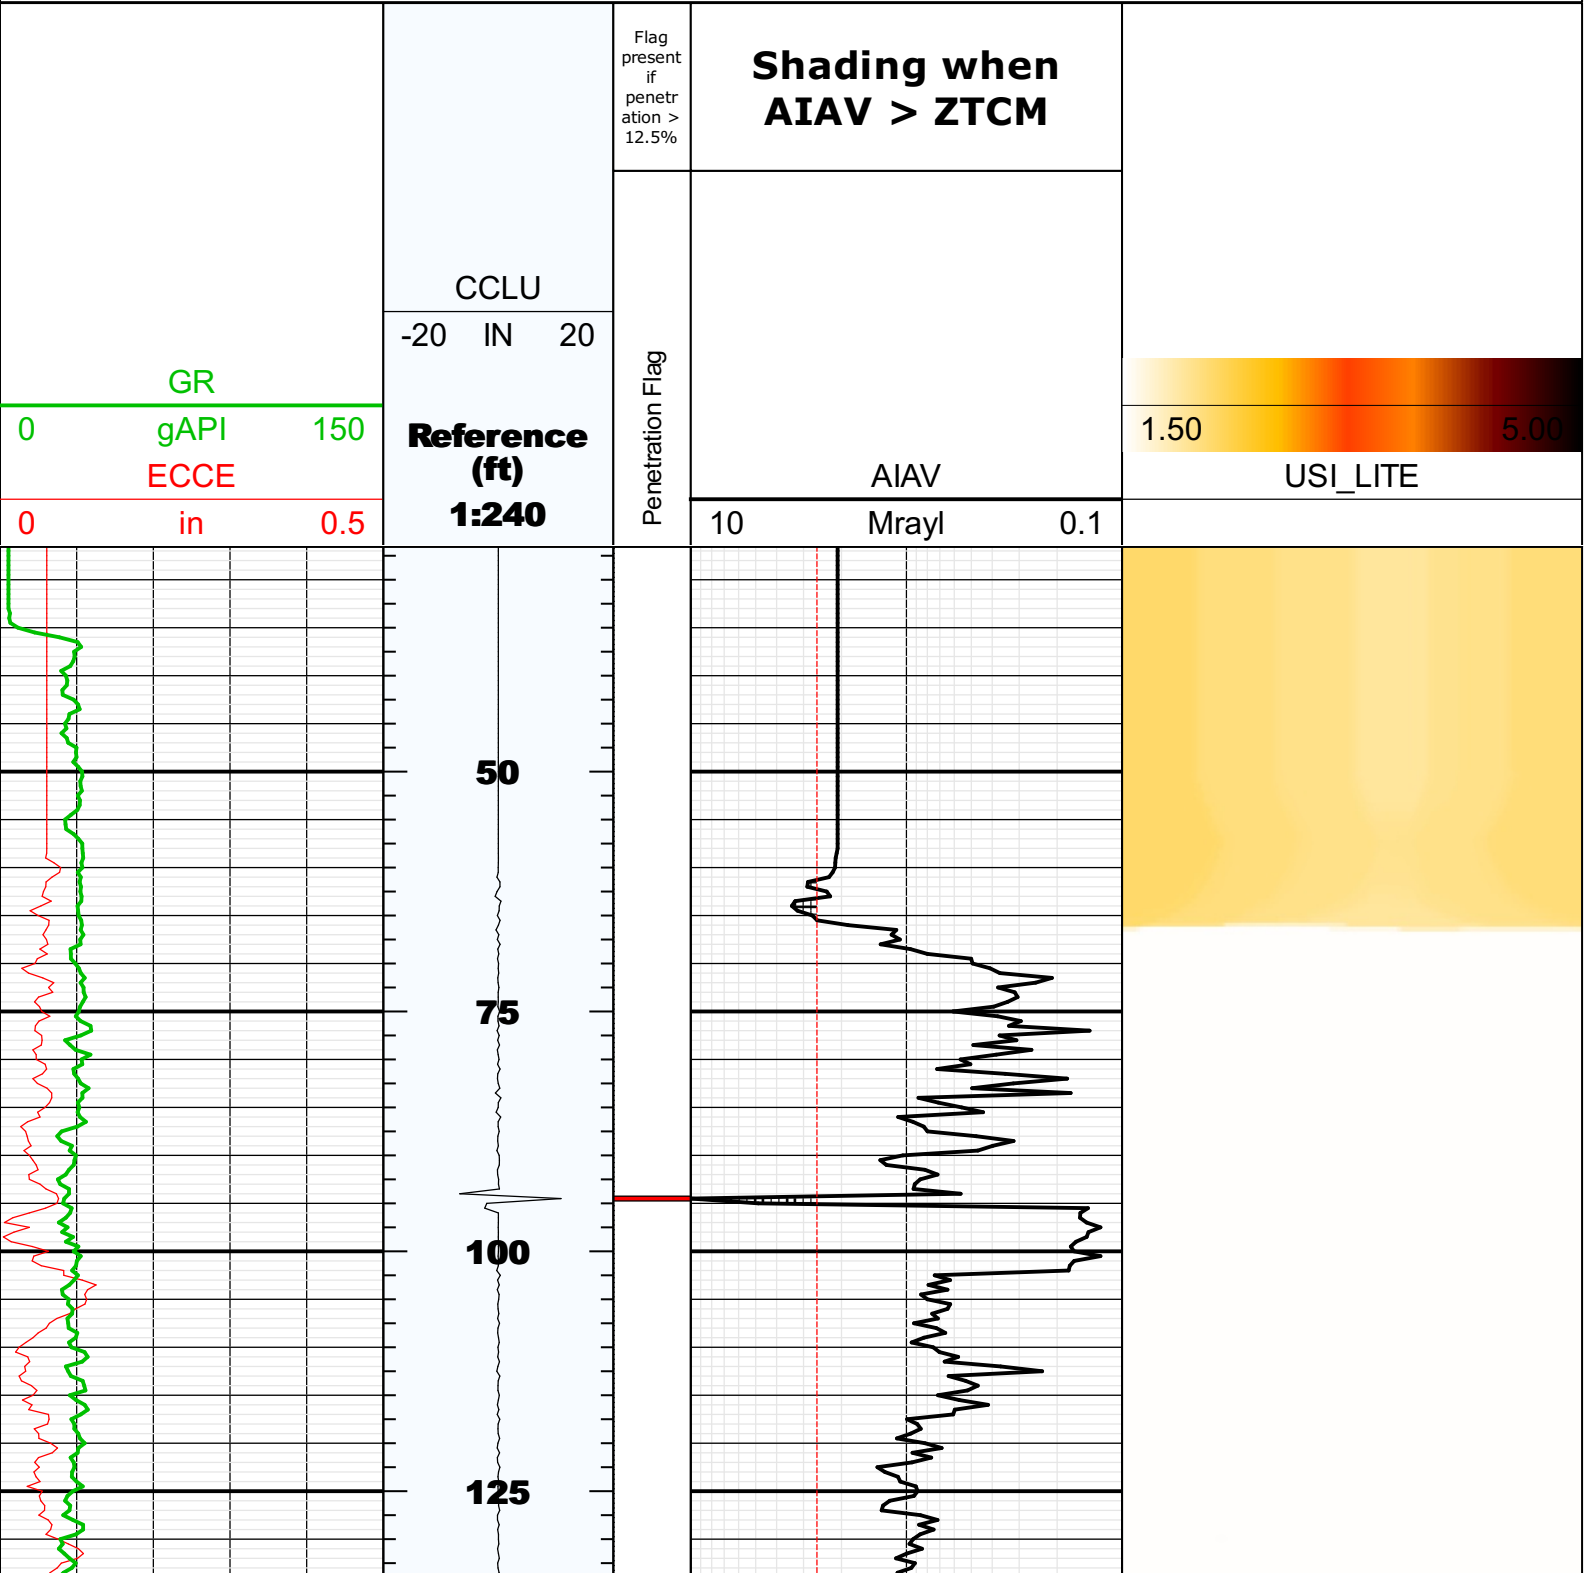 Flag
present
if
penetr
ation >
12.5%
Shading when
AIAV > ZTCM
CCLU
-20 IN 20
GR
0 gAPI 150
ECCE
0 in 0.5
Reference
(ft)
1:240
Penetration Flag
AIAV
10 Mrayl 0.1
1.50 5.00
USI_LITE
50
75
100
125